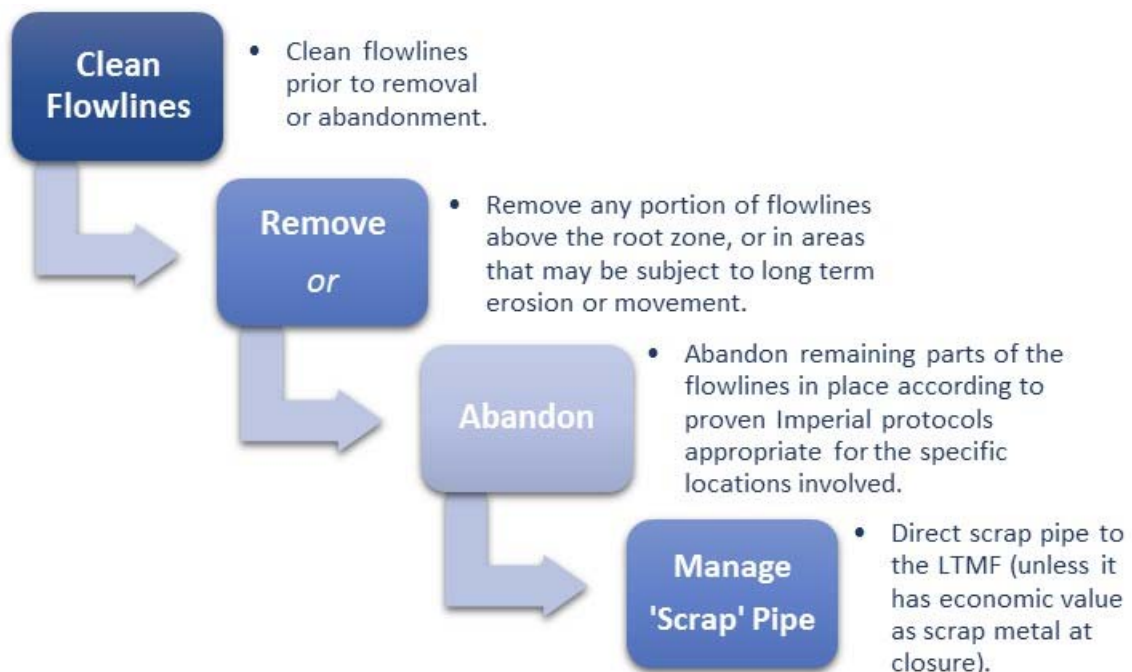 Clean
Flowlines
• Clean flowlines
prior to removal
or abandonment.
Remove
or
• Remove any portion of flowlines
above the root zone, or in areas
that may be subject to long term
erosion or movement.
Abandon
• Abandon remaining parts of the
flowlines in place according to
proven Imperial protocols
appropriate for the specific
locations involved.
Manage
'Scrap' Pipe
• Direct scrap pipe to
the LTMF (unless it
has economic value
as scrap metal at
closure).